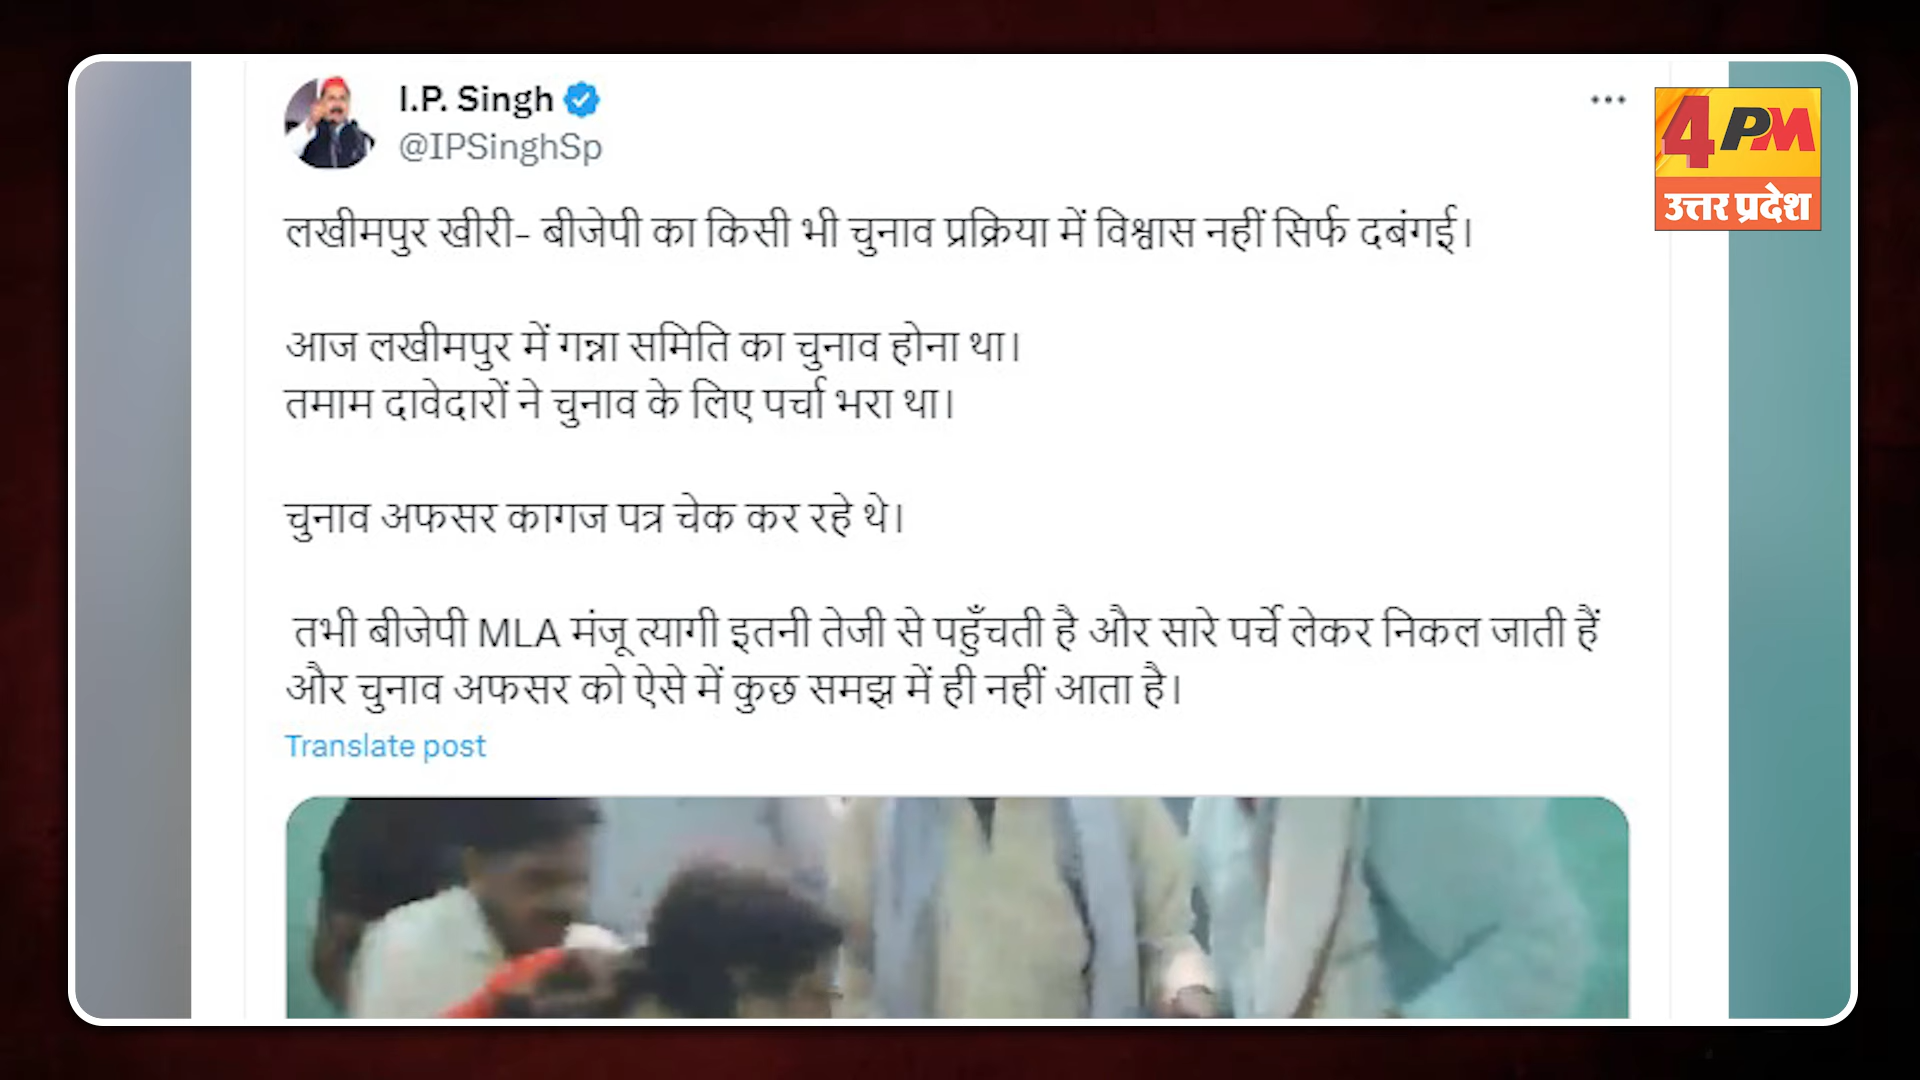 I.P. Singh
@IPSinghSp
4PM
उत्तर प्रदेश
लखीमपुर खीरी- बीजेपी का किसी भी चुनाव प्रक्रिया में विश्वास नहीं सिर्फ दबंगई।
आज लखीमपुर में गन्ना समिति का चुनाव होना था।
तमाम दावेदारों ने चुनाव के लिए पर्चा भरा था।
चुनाव अफसर कागज पत्र चेक कर रहे थे।
तभी बीजेपी MLA मंजू त्यागी इतनी तेजी से पहुँचती है और सारे पर्चे लेकर निकल जाती हैं
और चुनाव अफसर को ऐसे में कुछ समझ में ही नहीं आता है।
Translate post